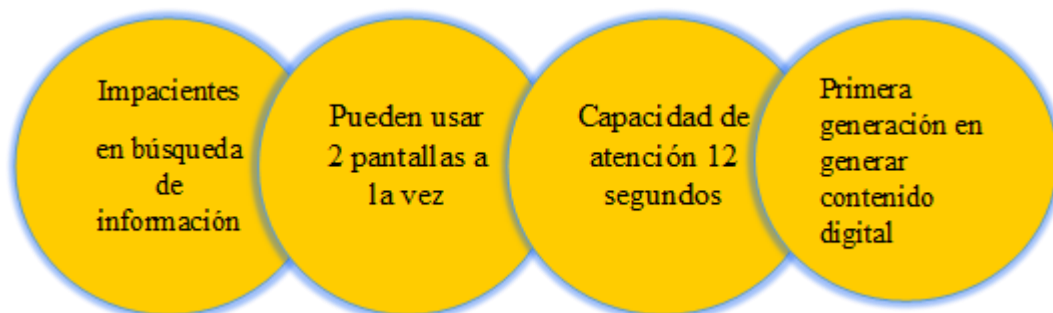 Impacientes
en búsqueda
de
información
Pueden usar
2 pantallas a
la vez
Capacidad de
atención 12
segundos
Primera
generación en
generar
contenido
digital